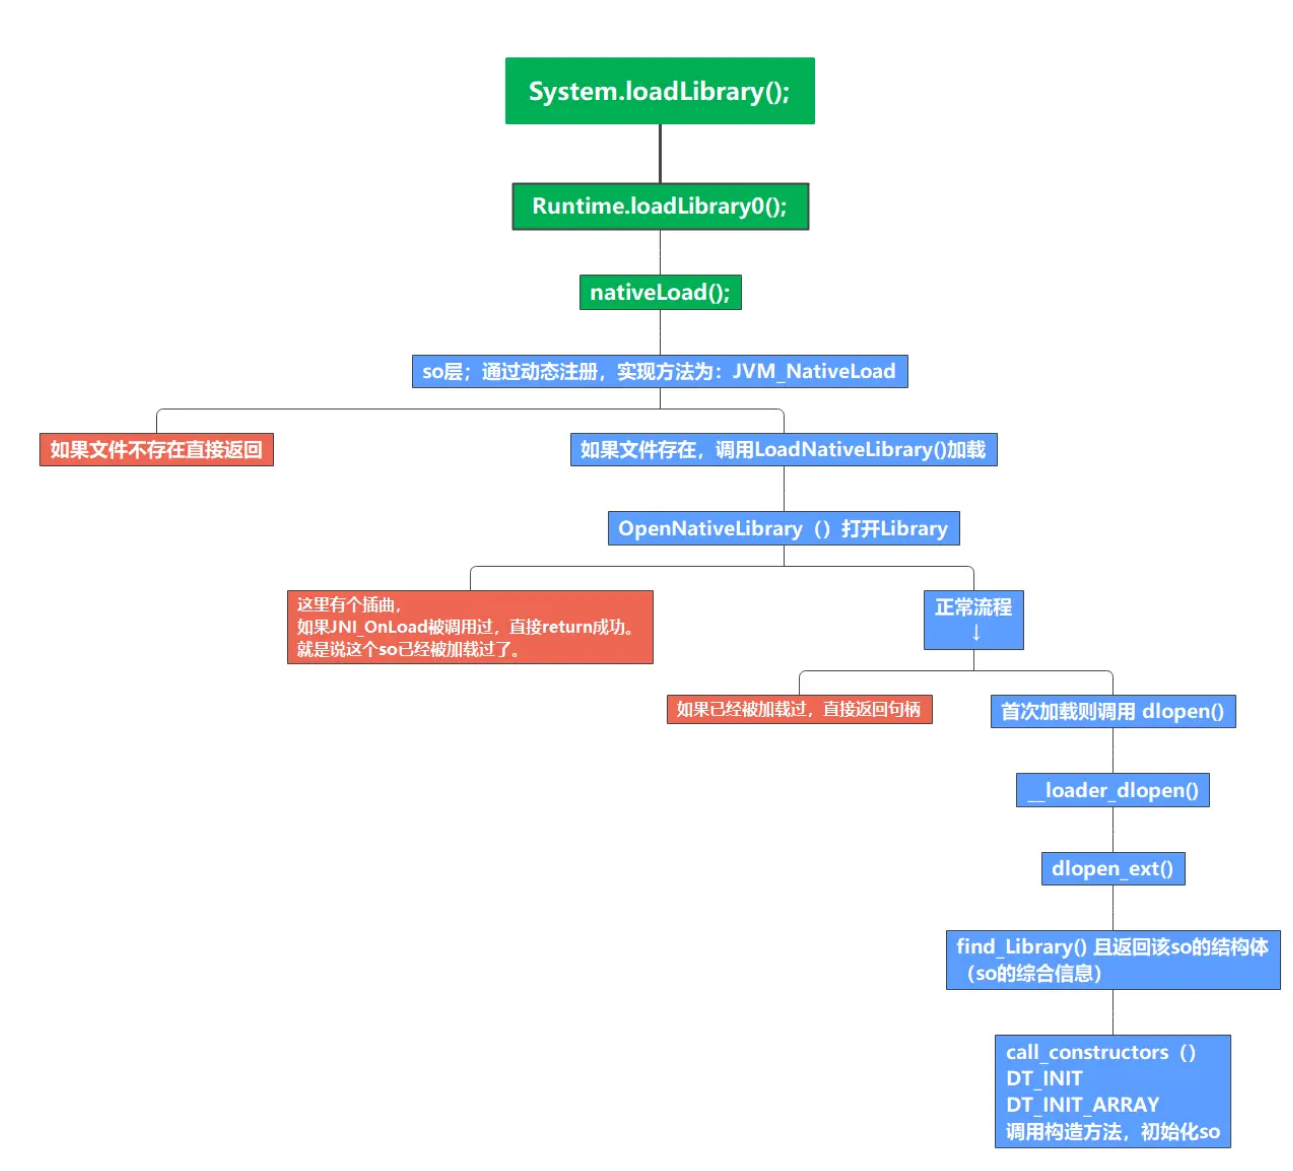 System.loadLibrary();
Runtime.loadLibrary0();
nativeLoad();
so层；通过动态注册，实现方法为：JVM_NativeLoad
如果文件不存在直接返回
如果文件存在，调用LoadNativeLibrary()加载
OpenNativeLibrary（）打开Library
这里有个插曲，
如果JNI_OnLoad被调用过，直接return成功。
就是说这个so已经被加载过了。
正常流程
↓
如果已经被加载过，直接返回句柄
首次加载则调用 dlopen()
__loader_dlopen()
dlopen_ext()
find_Library() 且返回该so的结构体
（so的综合信息）
call_constructors（）
DT_INIT
DT_INIT_ARRAY
调用构造方法，初始化so